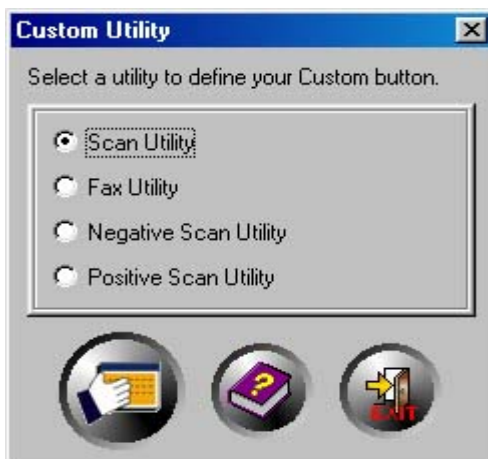 Custom Utility
Select a utility to define your Custom button.
Scan Utility
Fax Utility
Negative Scan Utility
Positive Scan Utility
?
EXIT